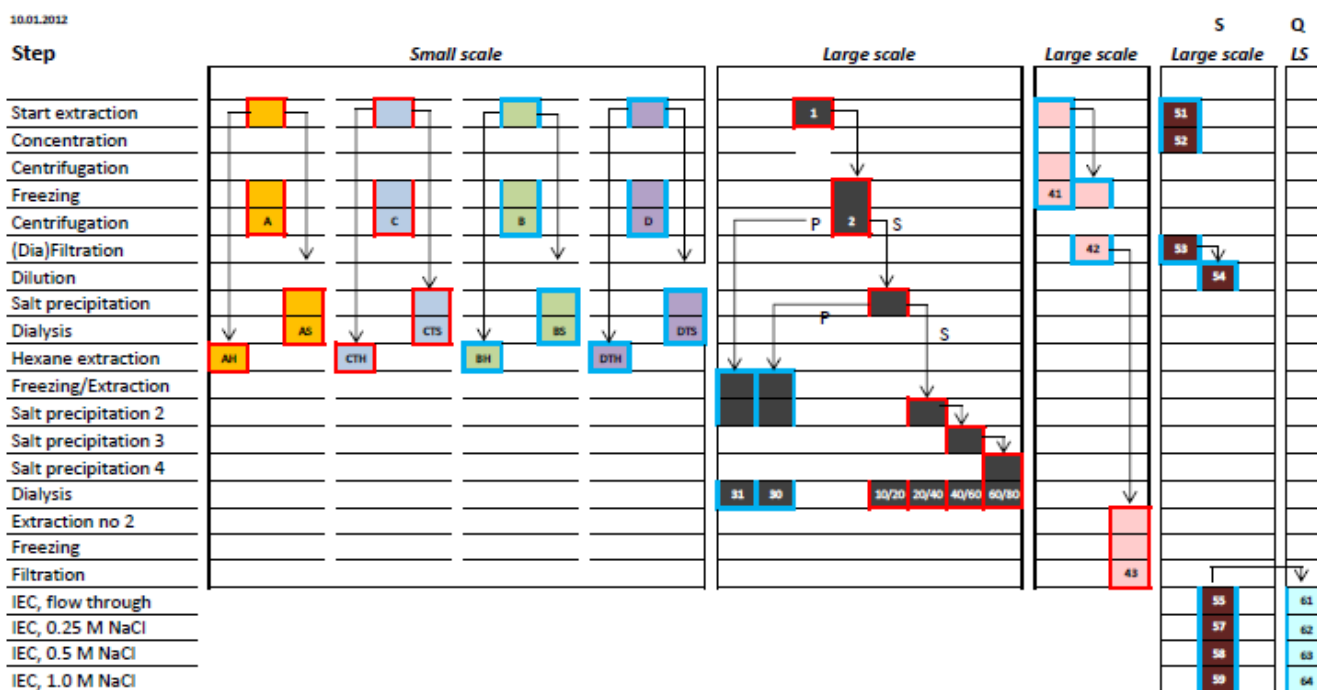 10.01.2012
S Q
Step Small scale Large scale Large scale Large scale LS
Start extraction 1 51
Concentration 52
Centrifugation
Freezing 41
Centrifugation A C B D P 2 S
(Dia)Filtration 42 53
Dilution 54
Salt precipitation
P
Dialysis AS CTS BS DTS S
Hexane extraction AH CTH BH DTH
Freezing/Extraction
Salt precipitation 2
Salt precipitation 3
Salt precipitation 4
Dialysis 31 30 10/20 20/40 40/60 60/80
Extraction no 2
Freezing
Filtration 43
IEC, flow through 55 61
IEC, 0.25 M NaCl 57 62
IEC, 0.5 M NaCl 58 63
IEC, 1.0 M NaCl 59 64